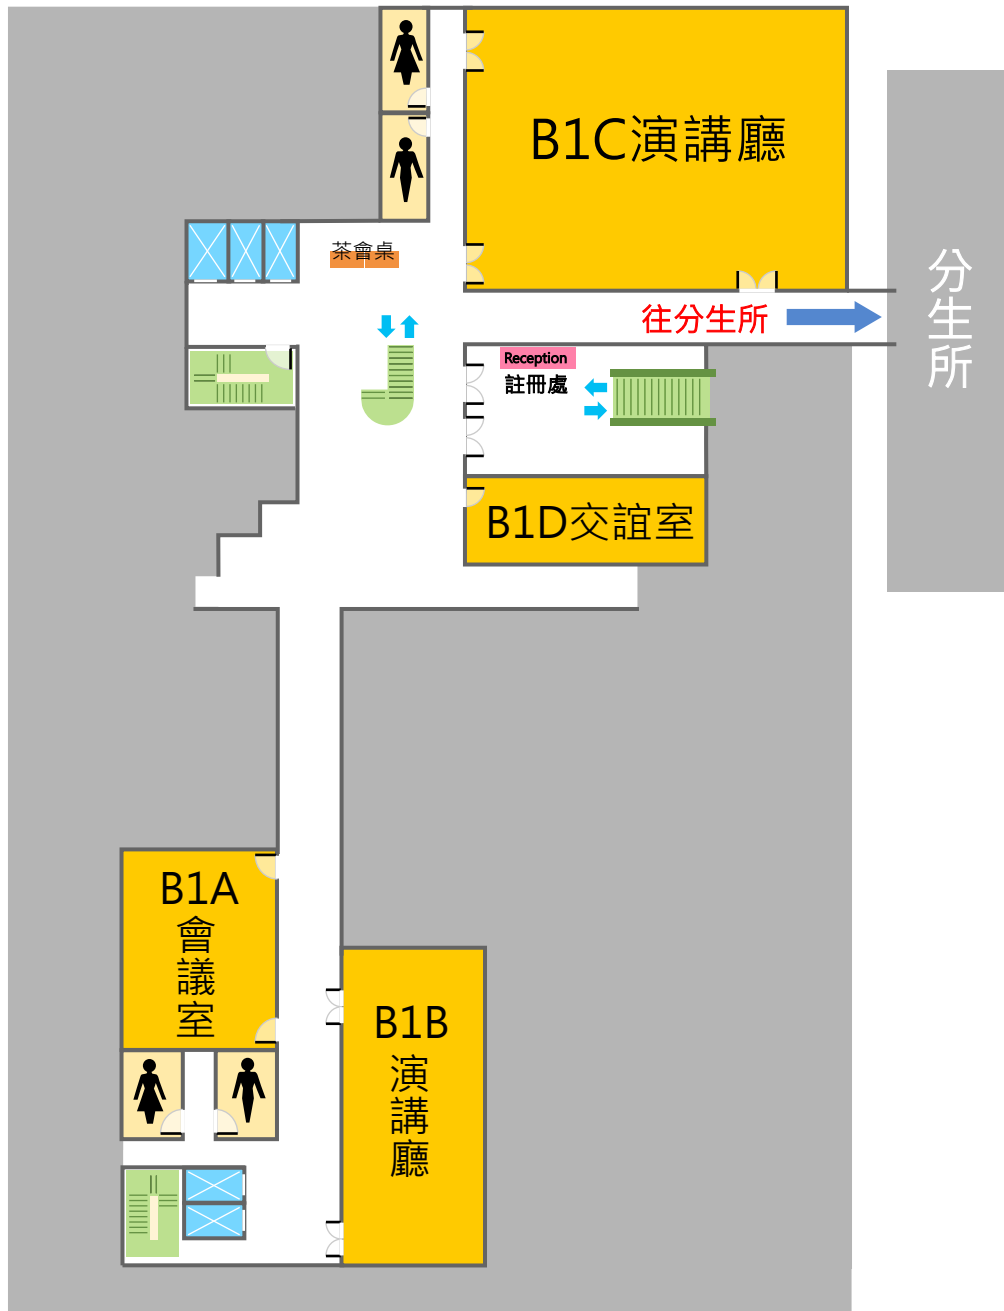 B1C演講廳
茶會桌
往分生所
分生所
Reception
註冊處
B1D交誼室
B1A
會議室
B1B
演講廳